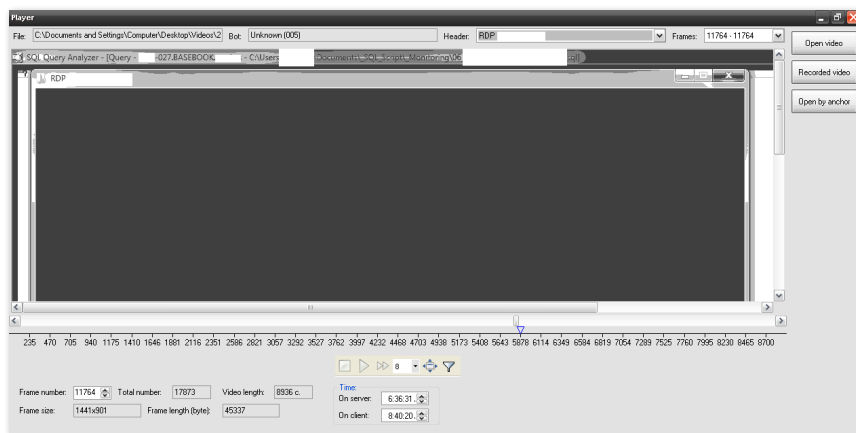 Player
File: C:\Documents and Settings\Computer\Desktop\Videos\2 Bot: Unknown (005) Header: RDP Frames: 11764 - 11764
Open video
SQL Query Analyzer - [Query - -027.BASEBOOK. - C:\Users Documents\_SQL_Scripts_Monitoring\06 .sql]
RDP
Recorded video
Open by anchor
235 470 705 940 1175 1410 1646 1881 2116 2351 2586 2821 3057 3292 3527 3762 3997 4232 4468 4703 4938 5173 5408 5643 5878 6114 6349 6584 6819 7054 7289 7525 7760 7995 8230 8465 8700
8
Frame number: 11764 Total number: 17873 Video length: 8936 c.
Time:
On server: 6:36:31.
Frame size: 1441x901 Frame length (byte): 45337
On client: 8:40:20.